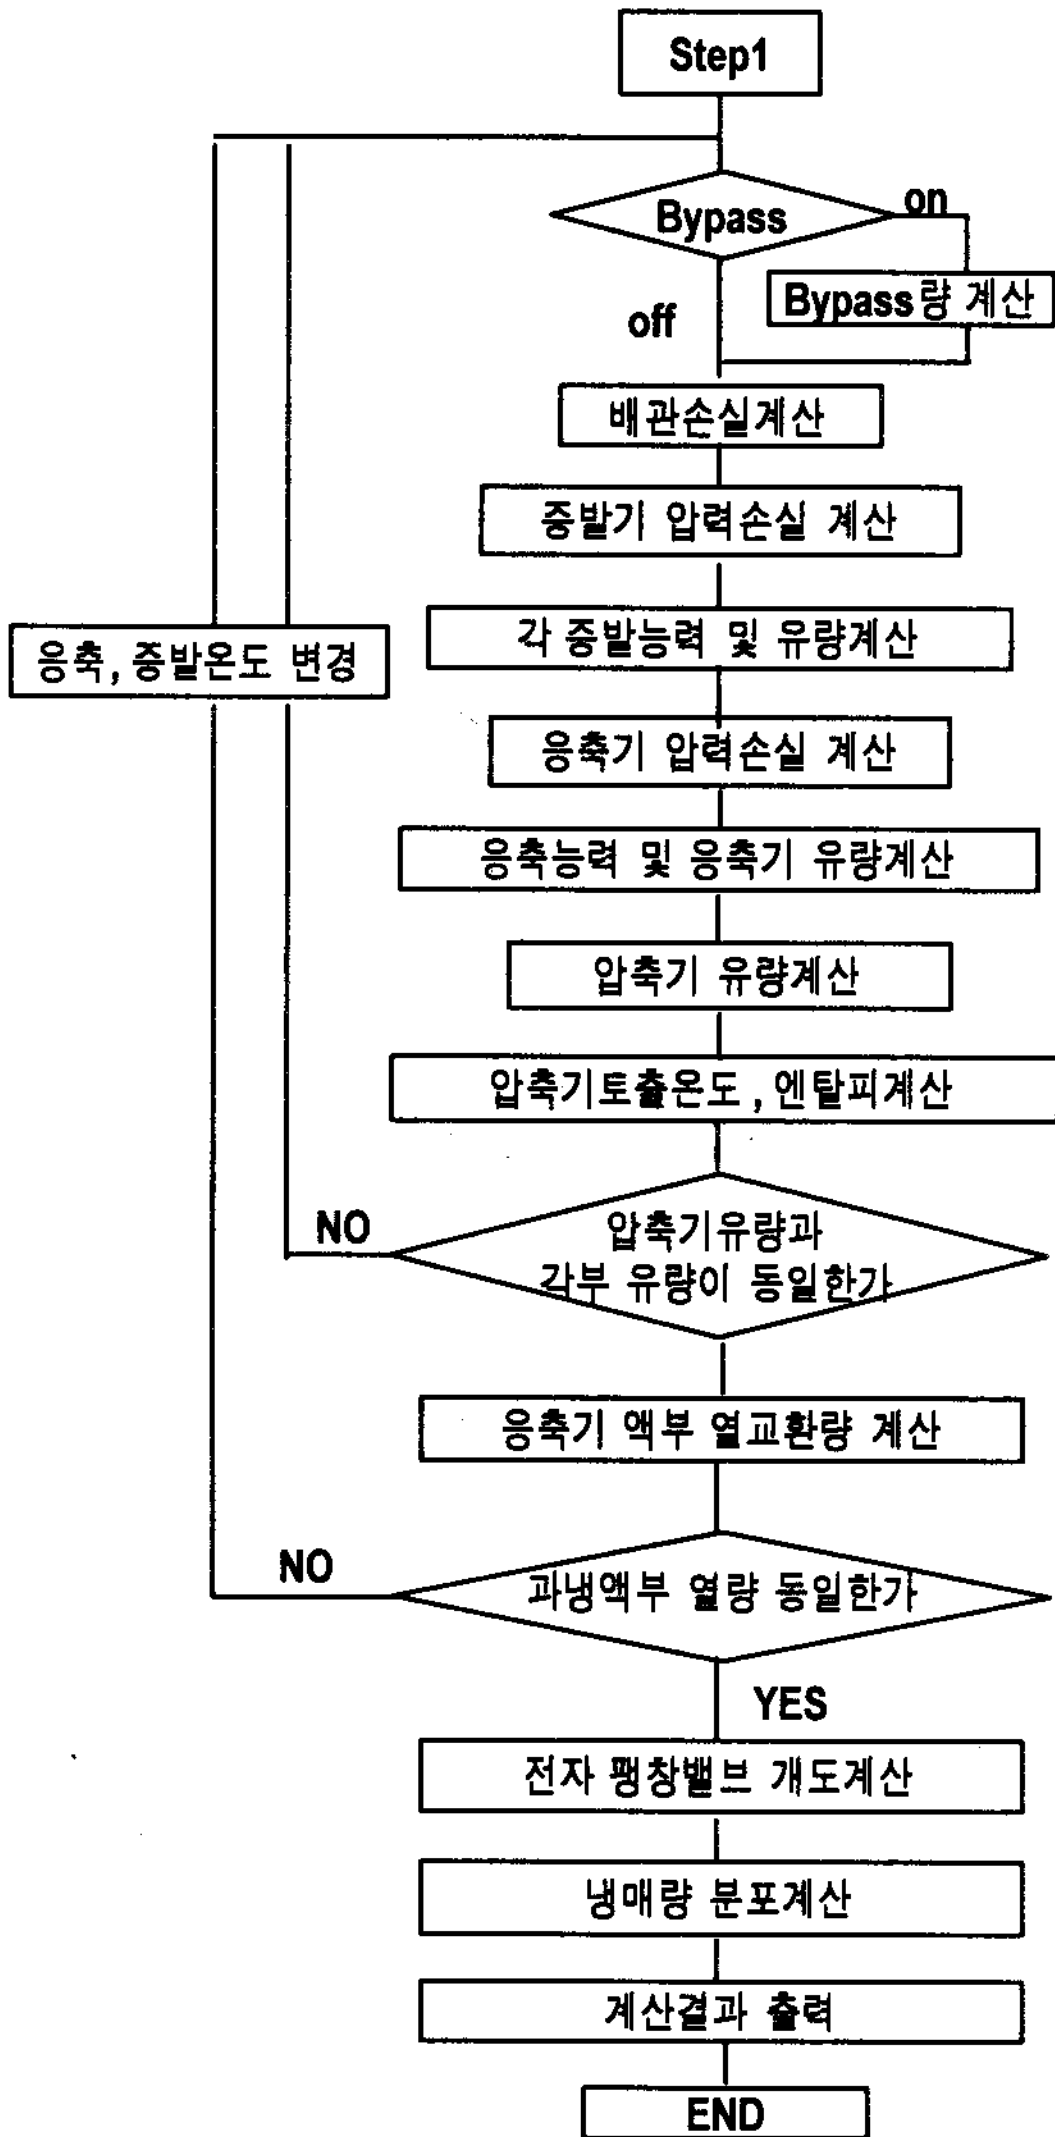 Step1
Bypass
on
Bypass량 계산
off
배관손실계산
증발기 압력손실 계산
각 증발능력 및 유량계산
응축, 증발온도 변경
응축기 압력손실 계산
응축능력 및 응축기 유량계산
압축기 유량계산
압축기토출온도, 엔탈피계산
NO
압축기유량과
각부 유량이 동일한가
응축기 액부 열교환량 계산
NO
과냉액부 열량 동일한가
YES
전자 팽창밸브 개도계산
냉매량 분포계산
계산결과 출력
END